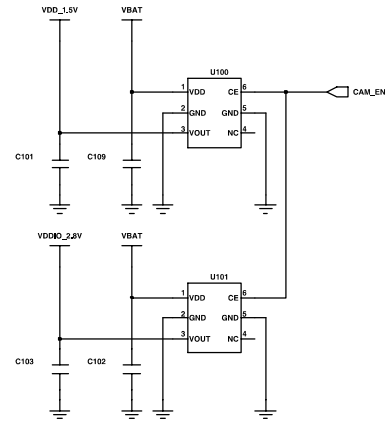 VDD_1.5V VBAT
U100
1 VDD CE 6
2 GND GND 5
3 VOUT NC 4
CAM_EN
C101 C109
VDDIO_2.8V VBAT
U101
1 VDD CE 6
2 GND GND 5
3 VOUT NC 4
C103 C102